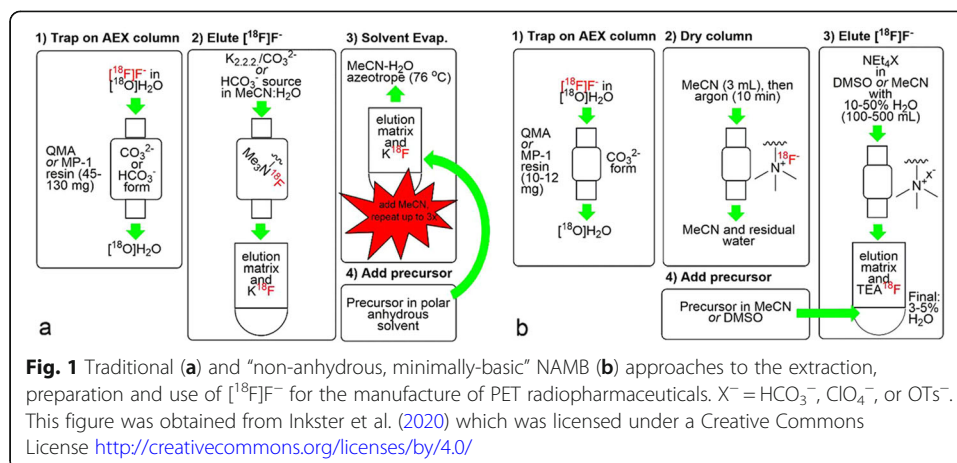 1) Trap on AEX column
[¹⁸F]F⁻ in
[¹⁸O]H₂O
QMA
or
MP-1
resin (45-
130 mg)
CO₃²⁻
or
HCO₃⁻
form
[¹⁸O]H₂O
2) Elute [¹⁸F]F⁻
K₂.₂.₂/CO₃²⁻
or
HCO₃⁻ source
in MeCN:H₂O
Me₃N
¹⁸F
elution
matrix
and
K¹⁸F
3) Solvent Evap.
MeCN-H₂O
azeotrope (76 °C)
elution
matrix and
K¹⁸F
add MeCN,
repeat up to 3x
4) Add precursor
Precursor in polar
anhydrous
solvent
a
1) Trap on AEX column
[¹⁸F]F⁻ in
[¹⁸O]H₂O
QMA
or
MP-1
resin
(10-12
mg)
CO₃²⁻
form
[¹⁸O]H₂O
2) Dry column
MeCN (3 mL), then
argon (10 min)
¹⁸F⁻
N⁺
MeCN and residual
water
3) Elute [¹⁸F]F⁻
NEt₄X
in
DMSO or MeCN
with
10-50% H₂O
(100-500 mL)
N⁺ X⁻
elution
matrix
and
TEA¹⁸F
Final:
3-5%
H₂O
4) Add precursor
Precursor in MeCN
or DMSO
b
Fig. 1 Traditional (a) and “non-anhydrous, minimally-basic” NAMB (b) approaches to the extraction,
preparation and use of [¹⁸F]F⁻ for the manufacture of PET radiopharmaceuticals. X⁻ = HCO₃⁻, ClO₄⁻, or OTs⁻.
This figure was obtained from Inkster et al. (2020) which was licensed under a Creative Commons
License http://creativecommons.org/licenses/by/4.0/